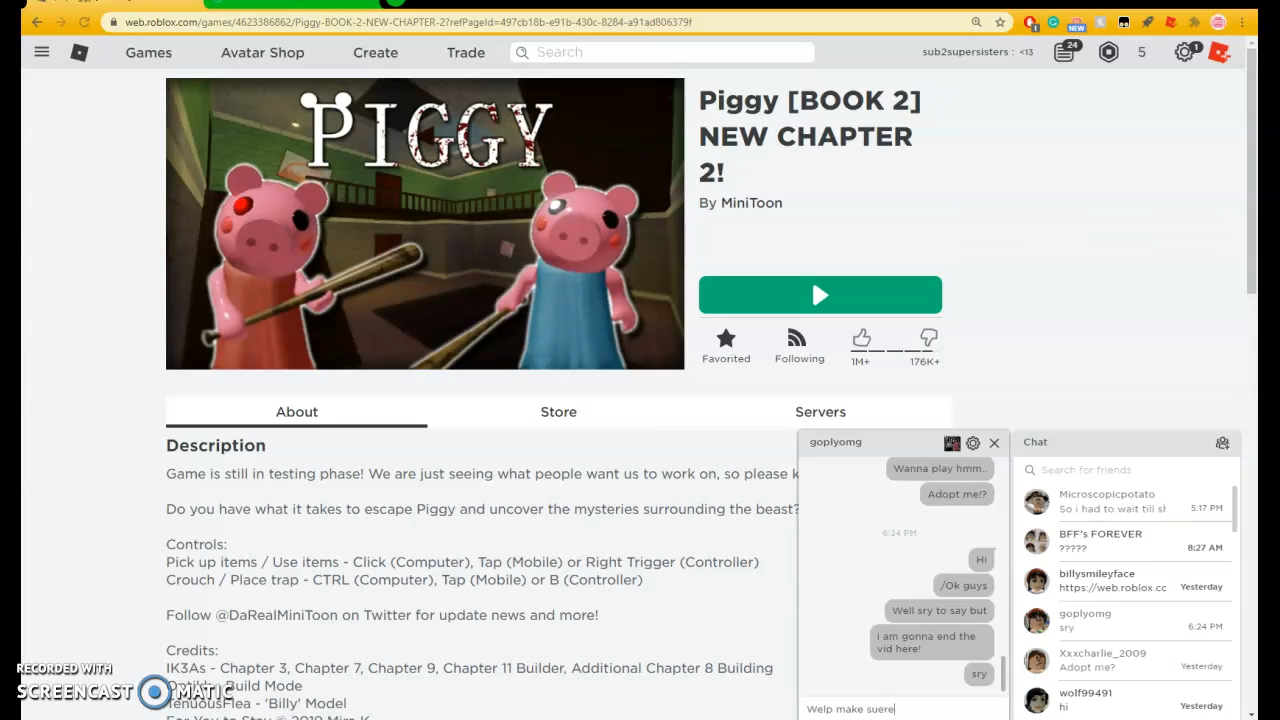 web.roblox.com/games/4623386862/Piggy-BOOK-2-NEW-CHAPTER-2?refPageId=497cb18b-e91b-430c-8284-a91ad806379f
NEW
1
Games
Avatar Shop
Create
Trade
Search
sub2supersisters : <13
24
5
1
PIGGY
Piggy [BOOK 2]
NEW CHAPTER
2!
By MiniToon
Favorited
Following
1M+
176K+
About
Store
Servers
Description
Game is still in testing phase! We are just seeing what people want us to work on, so please k
Do you have what it takes to escape Piggy and uncover the mysteries surrounding the beast?
Controls:
Pick up items / Use items - Click (Computer), Tap (Mobile) or Right Trigger (Controller)
Crouch / Place trap - CTRL (Computer), Tap (Mobile) or B (Controller)
Follow @DaRealMiniToon on Twitter for update news and more!
Credits:
IK3As - Chapter 3, Chapter 7, Chapter 9, Chapter 11 Builder, Additional Chapter 8 Building
Build Mode
- 'Billy' Model
RECORDED WITH
SCREENCAST MATIC
goplyomg
Wanna play hmm..
Adopt me!?
6:24 PM
Hi
/Ok guys
Well sry to say but
i am gonna end the
vid here!
sry
Welp make suere
Chat
Search for friends
Microscopicpotato
So i had to wait till sl
5:17 PM
BFF's FOREVER
?????
8:27 AM
billysmileyface
https://web.roblox.cc
Yesterday
goplyomg
sry
6:24 PM
Xxxcharlie_2009
Adopt me?
Yesterday
wolf99491
hi
Yesterday